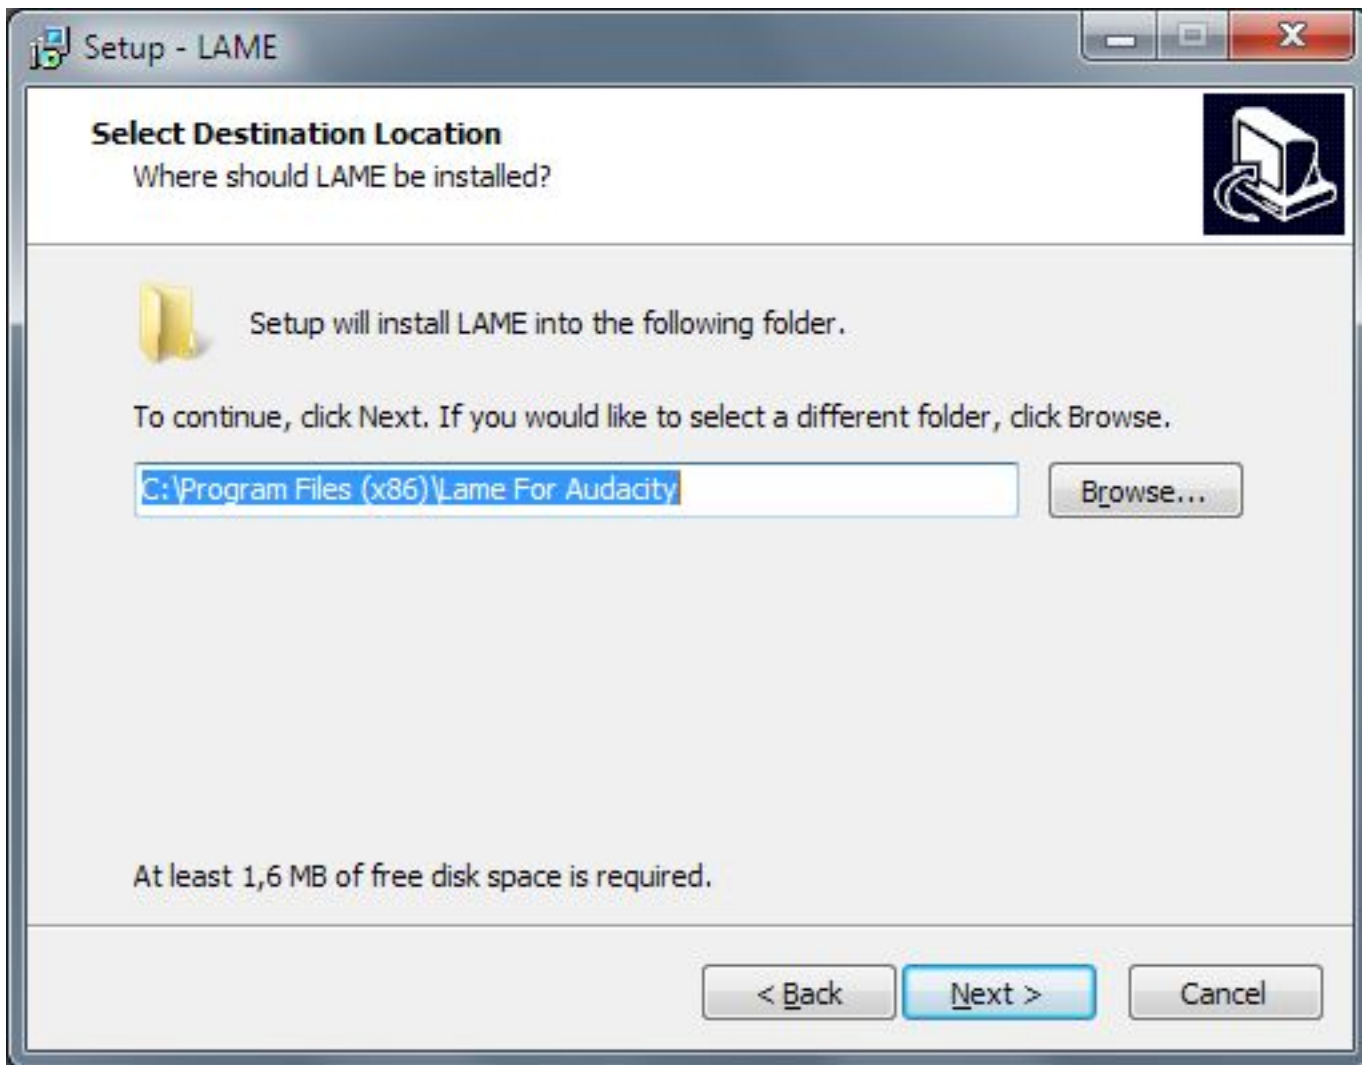 Setup - LAME
Select Destination Location
Where should LAME be installed?
Setup will install LAME into the following folder.
To continue, click Next. If you would like to select a different folder, click Browse.
C:\Program Files (x86)\Lame For Audacity
Browse...
At least 1,6 MB of free disk space is required.
< Back
Next >
Cancel